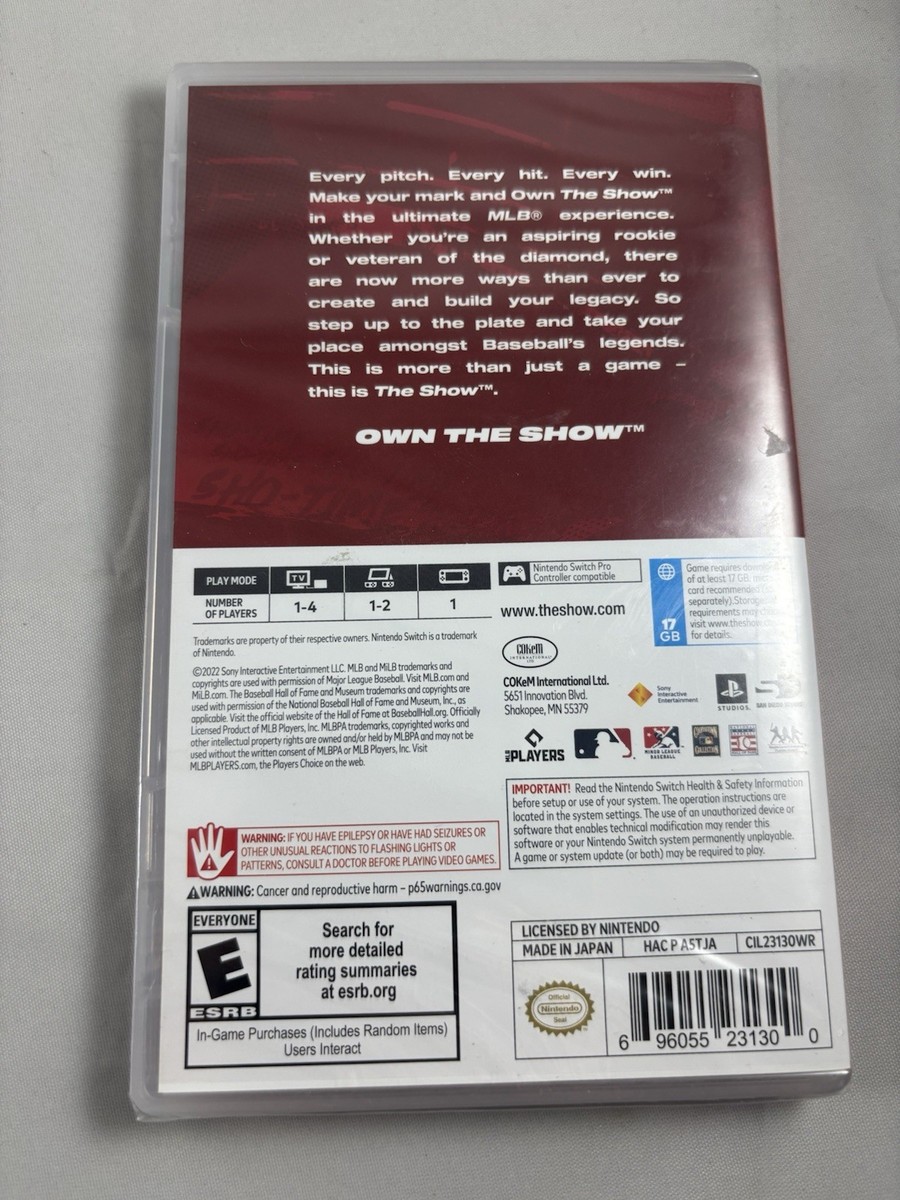 Every pitch. Every hit. Every win.
Make your mark and Own The Show™
in the ultimate MLB® experience.
Whether you're an aspiring rookie
or veteran of the diamond, there
are now more ways than ever to
create and build your legacy. So
step up to the plate and take your
place amongst Baseball's legends.
This is more than just a game –
this is The Show™.
OWN THE SHOW™
PLAY MODE
TV
NUMBER
OF PLAYERS
1-4
1-2
1
Nintendo Switch Pro
Controller compatible
www.theshow.com
17
GB
Game requires
of at least 17 GB.
card recommended
separately). Storage
requirements may
visit www.theshow
for details.
Trademarks are property of their respective owners. Nintendo Switch is a trademark
of Nintendo.
©2022 Sony Interactive Entertainment LLC. MLB and MiLB trademarks and
copyrights are used with permission of Major League Baseball. Visit MLB.com and
MiLB.com. The Baseball Hall of Fame and Museum trademarks and copyrights are
used with permission of the National Baseball Hall of Fame and Museum, Inc., as
applicable. Visit the official website of the Hall of Fame at BaseballHall.org. Officially
Licensed Product of MLB Players, Inc. MLBPA trademarks, copyrighted works and
other intellectual property rights are owned and/or held by MLBPA and may not be
used without the written consent of MLBPA or MLB Players, Inc. Visit
MLBPLAYERS.com, the Players Choice on the web.
COKeM
INTERNATIONAL
LTD
COKeM International Ltd.
5651 Innovation Blvd.
Shakopee, MN 55379
Sony
Interactive
Entertainment
STUDIOS
MLB
PLAYERS
MINOR LEAGUE
BASEBALL
IMPORTANT! Read the Nintendo Switch Health & Safety Information
before setup or use of your system. The operation instructions are
located in the system settings. The use of an unauthorized device or
software that enables technical modification may render this
software or your Nintendo Switch system permanently unplayable.
A game or system update (or both) may be required to play.
WARNING: IF YOU HAVE EPILEPSY OR HAVE HAD SEIZURES OR
OTHER UNUSUAL REACTIONS TO FLASHING LIGHTS OR
PATTERNS, CONSULT A DOCTOR BEFORE PLAYING VIDEO GAMES.
WARNING: Cancer and reproductive harm – p65warnings.ca.gov
EVERYONE
E
ESRB
Search for
more detailed
rating summaries
at esrb.org
In-Game Purchases (Includes Random Items)
Users Interact
LICENSED BY NINTENDO
MADE IN JAPAN
HAC P ASTJA
CIL23130WR
Official
Nintendo
Seal
6 96055 23130 0